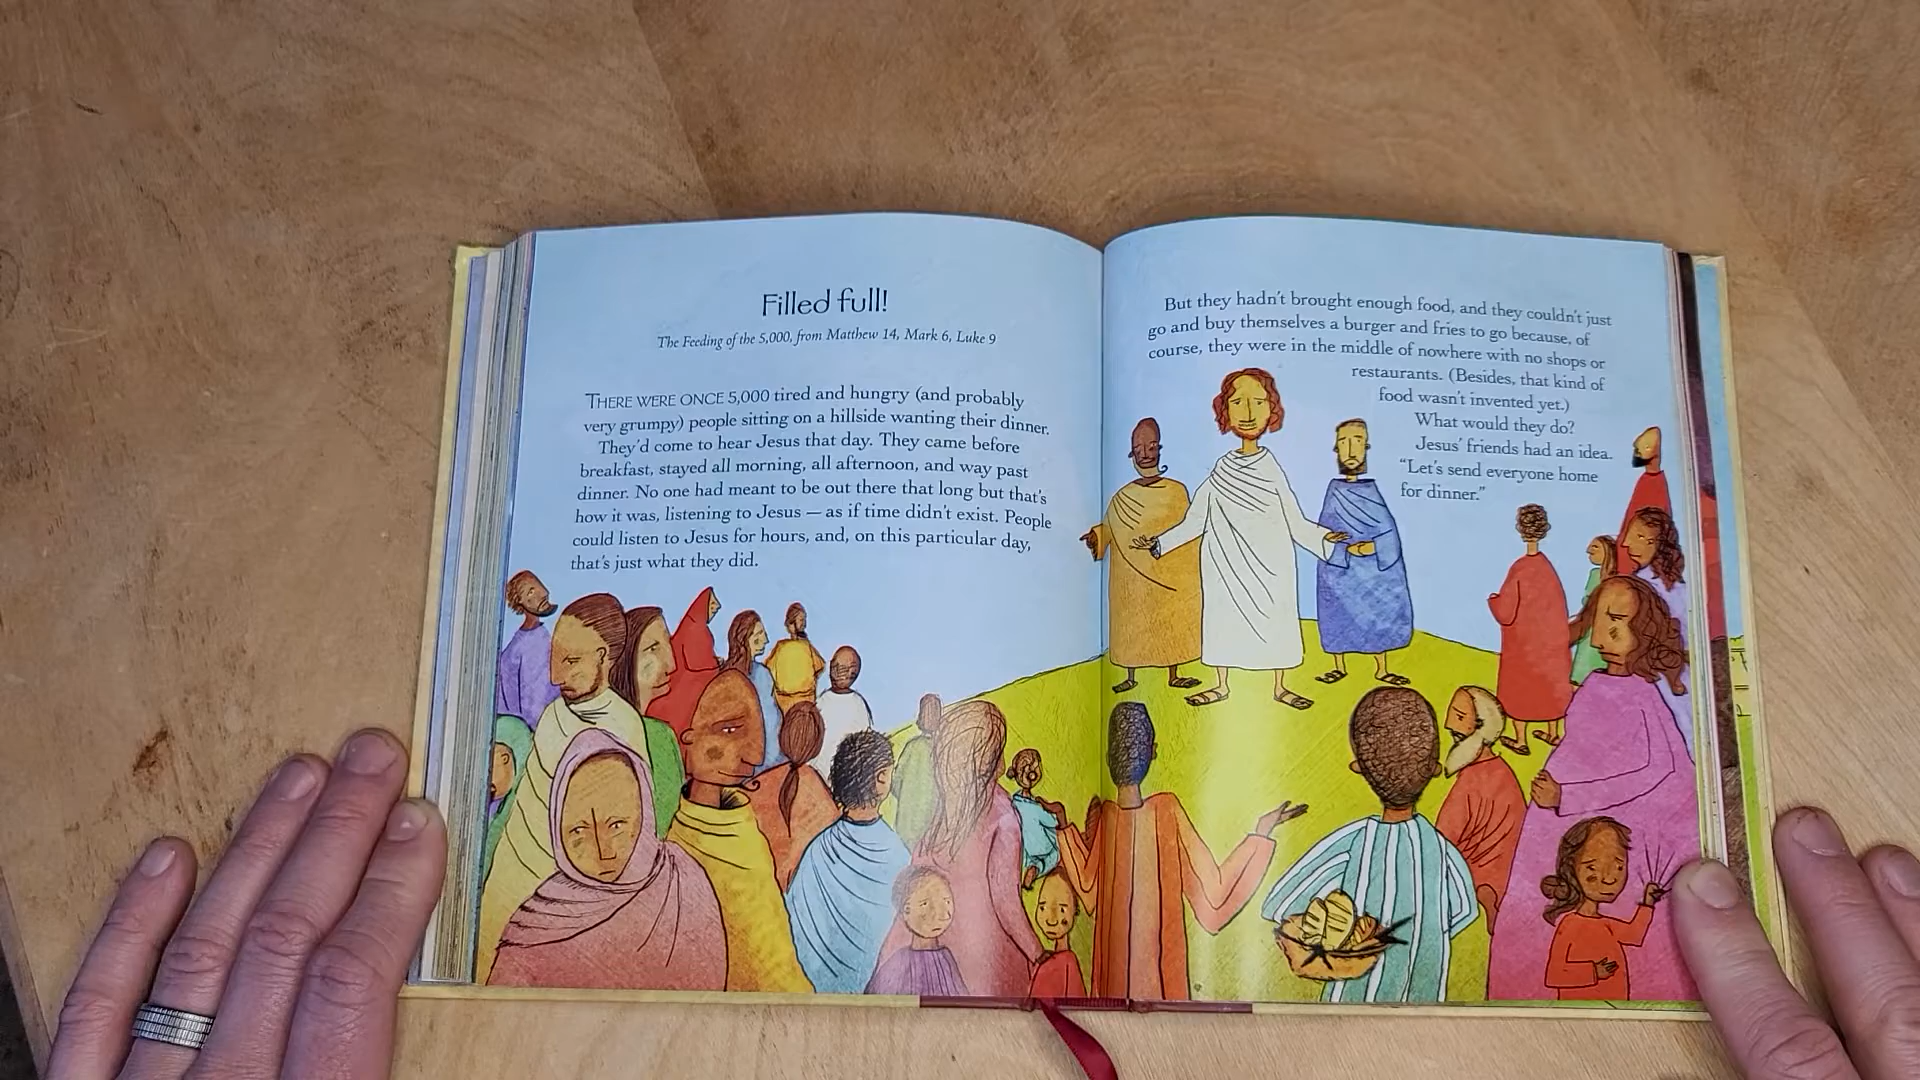 Filled full!
The Feeding of the 5,000, from Matthew 14, Mark 6, Luke 9
THERE WERE ONCE 5,000 tired and hungry (and probably
very grumpy) people sitting on a hillside wanting their dinner.
They'd come to hear Jesus that day. They came before
breakfast, stayed all morning, all afternoon, and way past
dinner. No one had meant to be out there that long but that's
how it was, listening to Jesus — as if time didn't exist. People
could listen to Jesus for hours, and, on this particular day,
that's just what they did.
But they hadn't brought enough food, and they couldn't just
go and buy themselves a burger and fries to go because, of
course, they were in the middle of nowhere with no shops or
restaurants. (Besides, that kind of
food wasn't invented yet.)
What would they do?
Jesus' friends had an idea.
"Let's send everyone home
for dinner."